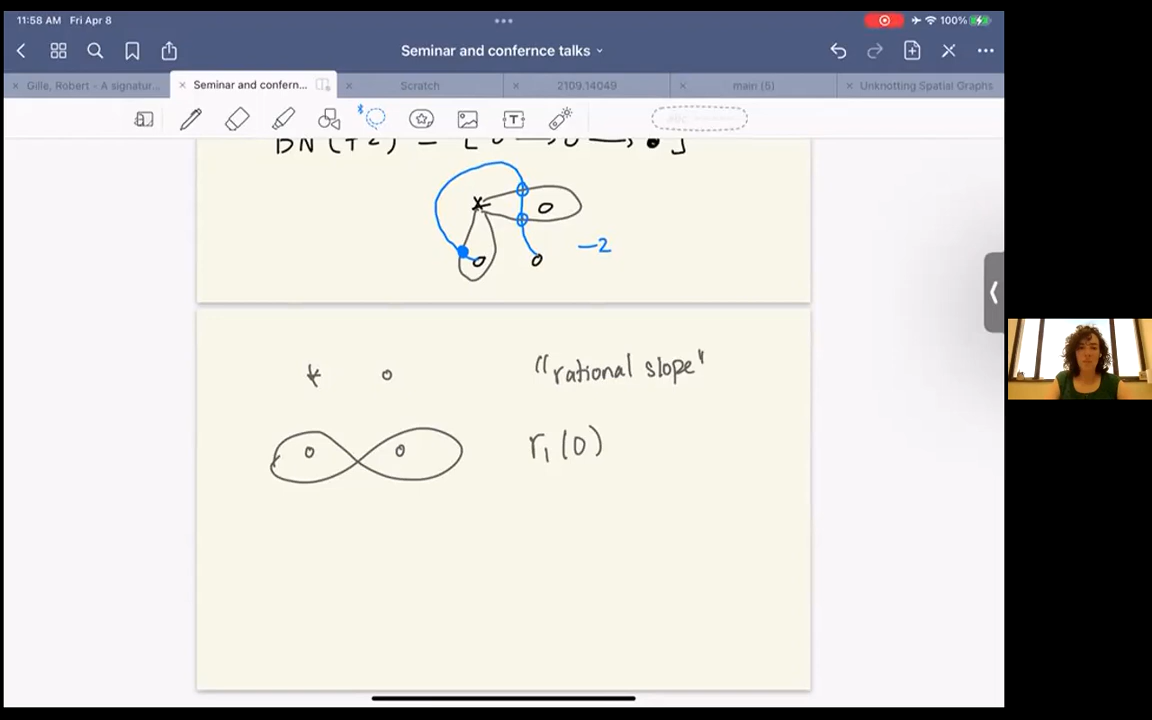 11:58 AM Fri Apr 8
100%
Seminar and confernce talks
Gille, Robert - A signatur...
Seminar and confern...
Scratch
2109.14049
main (5)
Unknotting Spatial Graphs
-2
"rational slope"
r₁(0)